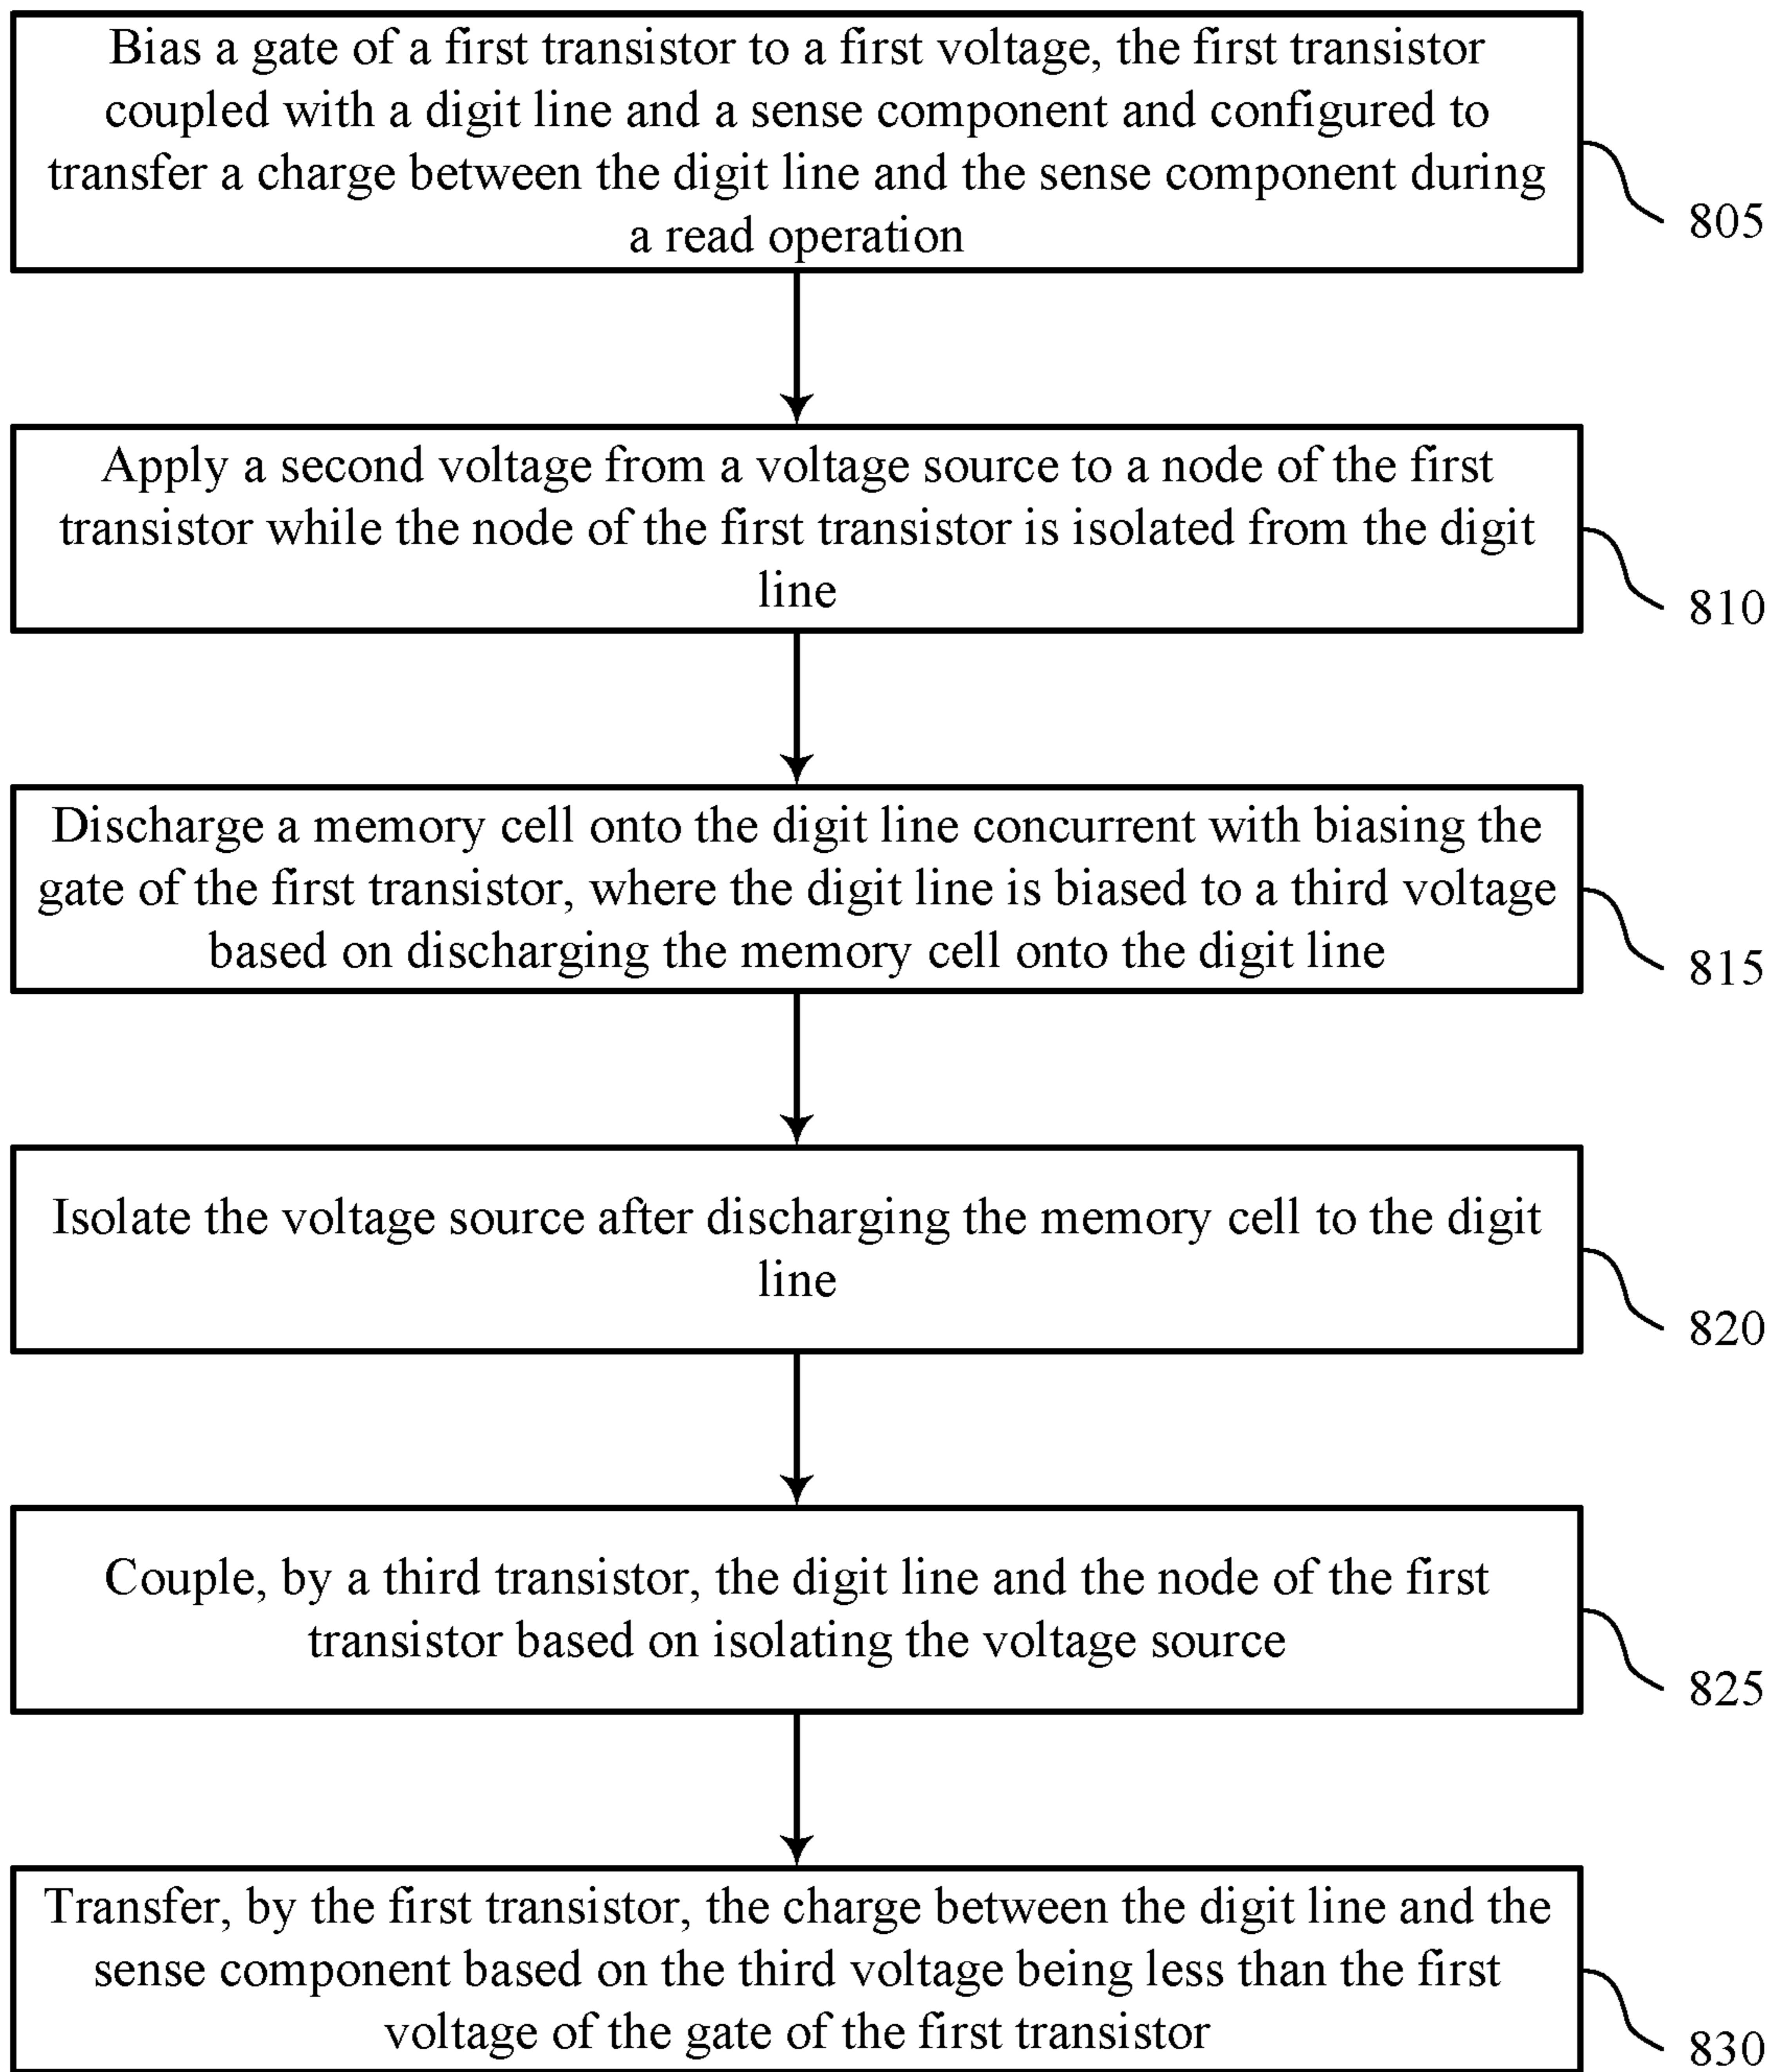 Bias a gate of a first transistor to a first voltage, the first transistor
coupled with a digit line and a sense component and configured to
transfer a charge between the digit line and the sense component during
a read operation
805
Apply a second voltage from a voltage source to a node of the first
transistor while the node of the first transistor is isolated from the digit
line
810
Discharge a memory cell onto the digit line concurrent with biasing the
gate of the first transistor, where the digit line is biased to a third voltage
based on discharging the memory cell onto the digit line
815
Isolate the voltage source after discharging the memory cell to the digit
line
820
Couple, by a third transistor, the digit line and the node of the first
transistor based on isolating the voltage source
825
Transfer, by the first transistor, the charge between the digit line and the
sense component based on the third voltage being less than the first
voltage of the gate of the first transistor
830